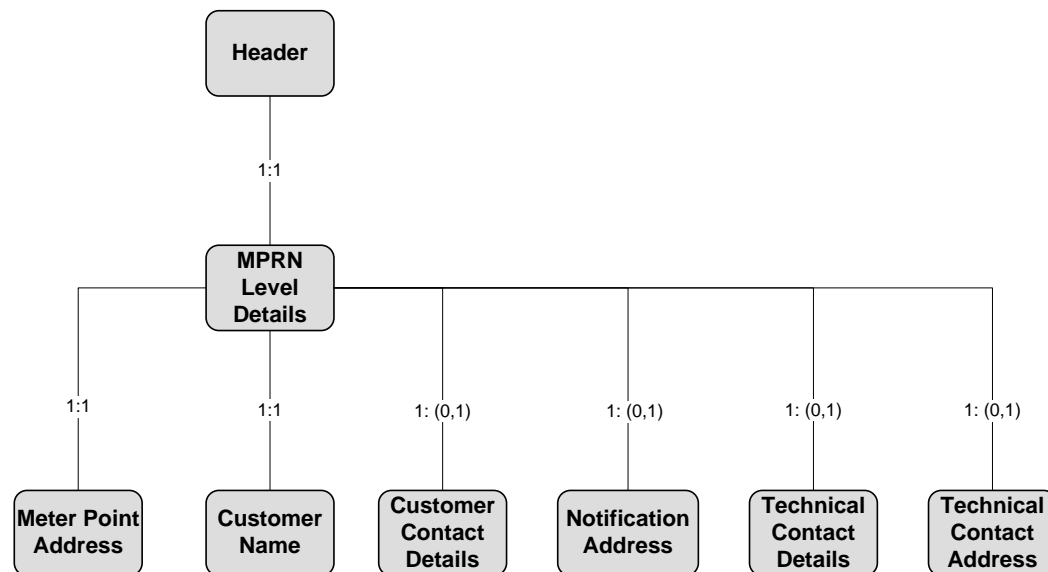 Header
1:1
MPRN
Level
Details
1:1
1:1
1: (0,1)
1: (0,1)
1: (0,1)
1: (0,1)
Meter Point
Address
Customer
Name
Customer
Contact
Details
Notification
Address
Technical
Contact
Details
Technical
Contact
Address